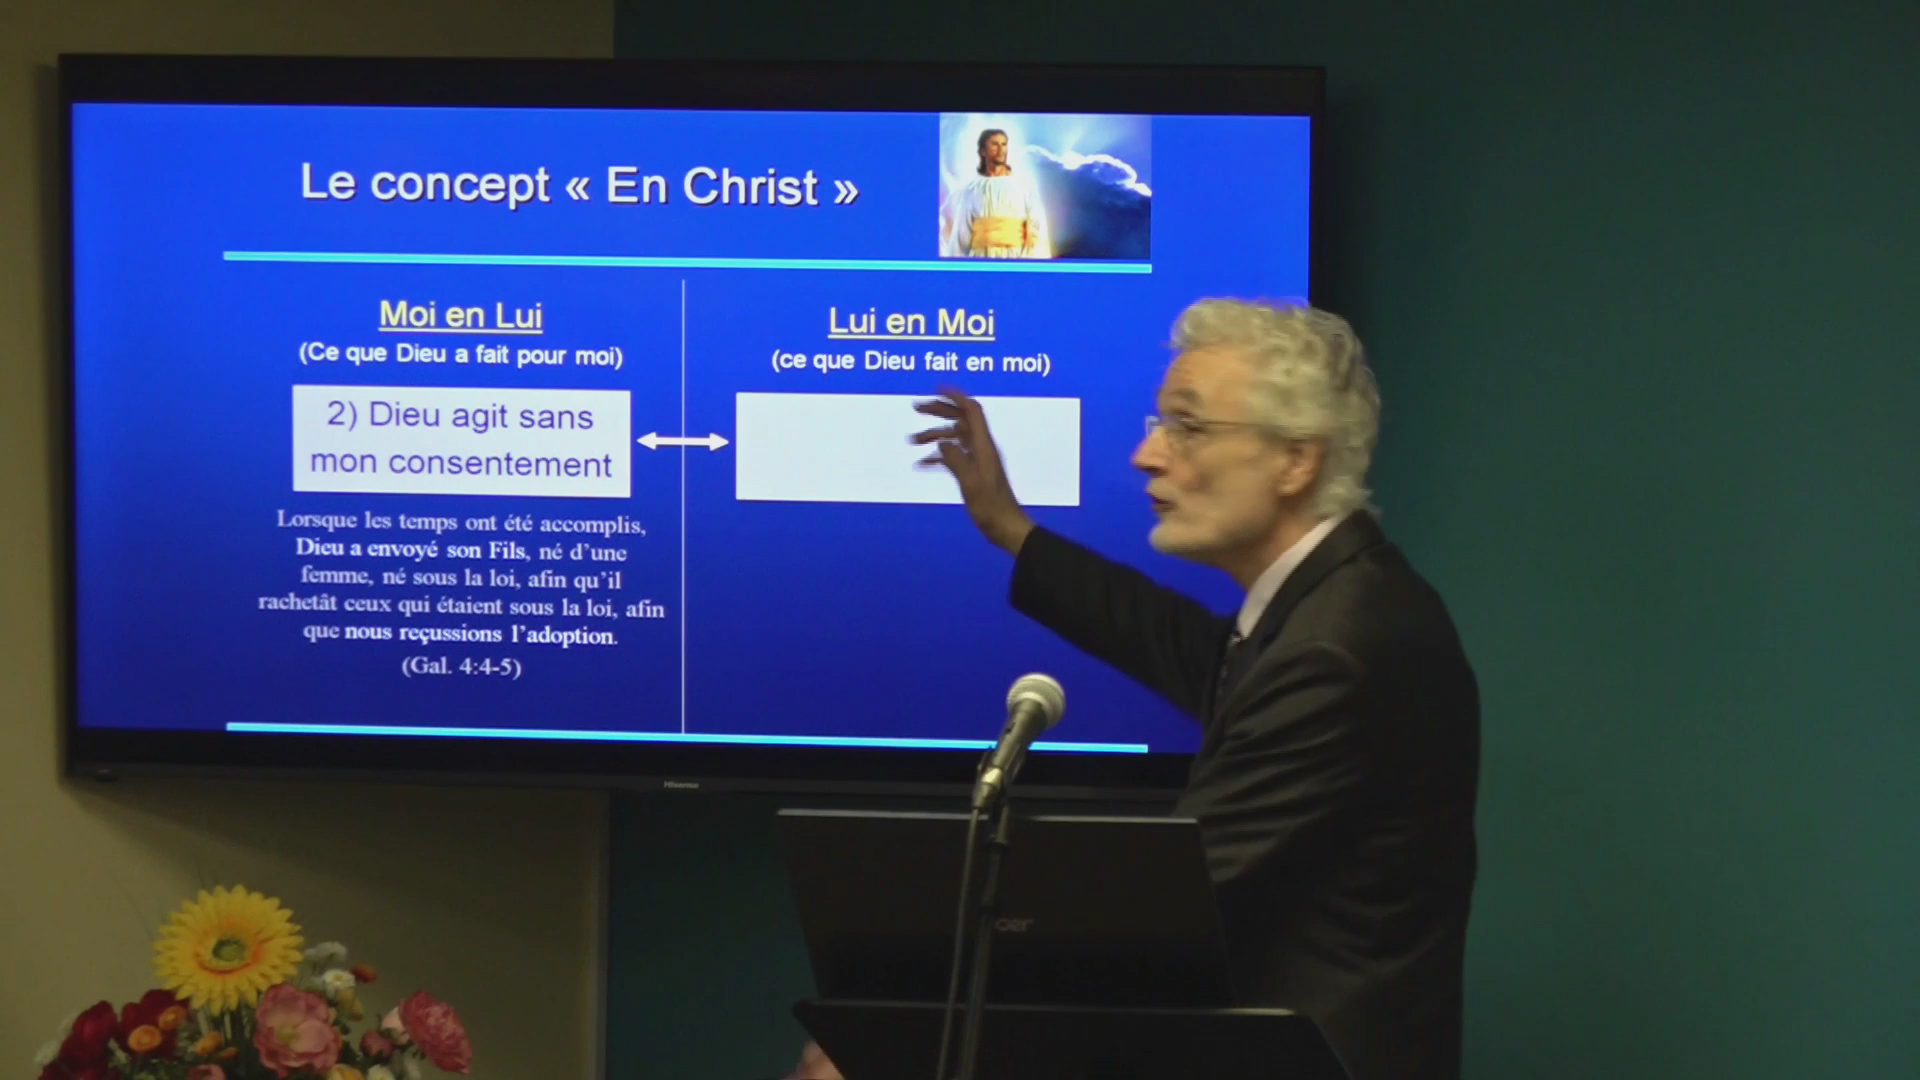 Le concept « En Christ »
Moi en Lui
(Ce que Dieu a fait pour moi)
2) Dieu agit sans
mon consentement
Lorsque les temps ont été accomplis,
Dieu a envoyé son Fils, né d’une
femme, né sous la loi, afin qu’il
rachetât ceux qui étaient sous la loi, afin
que nous reçussions l’adoption.
(Gal. 4:4-5)
Lui en Moi
(ce que Dieu fait en moi)
Hisense
acer